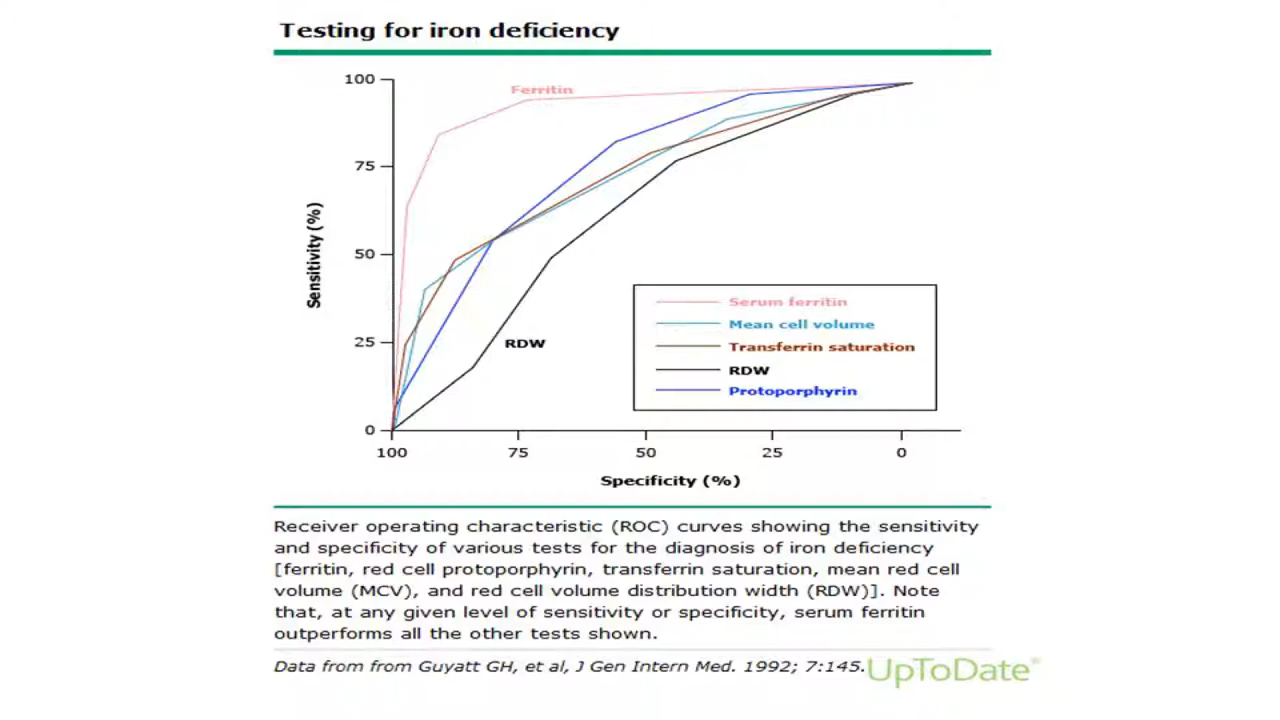 Testing for iron deficiency
100
Ferritin
75
Sensitivity (%)
50
25
RDW
0
Serum ferritin
Mean cell volume
Transferrin saturation
RDW
Protoporphyrin
100 75 50 25 0
Specificity (%)
Receiver operating characteristic (ROC) curves showing the sensitivity
and specificity of various tests for the diagnosis of iron deficiency
[ferritin, red cell protoporphyrin, transferrin saturation, mean red cell
volume (MCV), and red cell volume distribution width (RDW)]. Note
that, at any given level of sensitivity or specificity, serum ferritin
outperforms all the other tests shown.
Data from from Guyatt GH, et al, J Gen Intern Med. 1992; 7:145.
UpToDate®